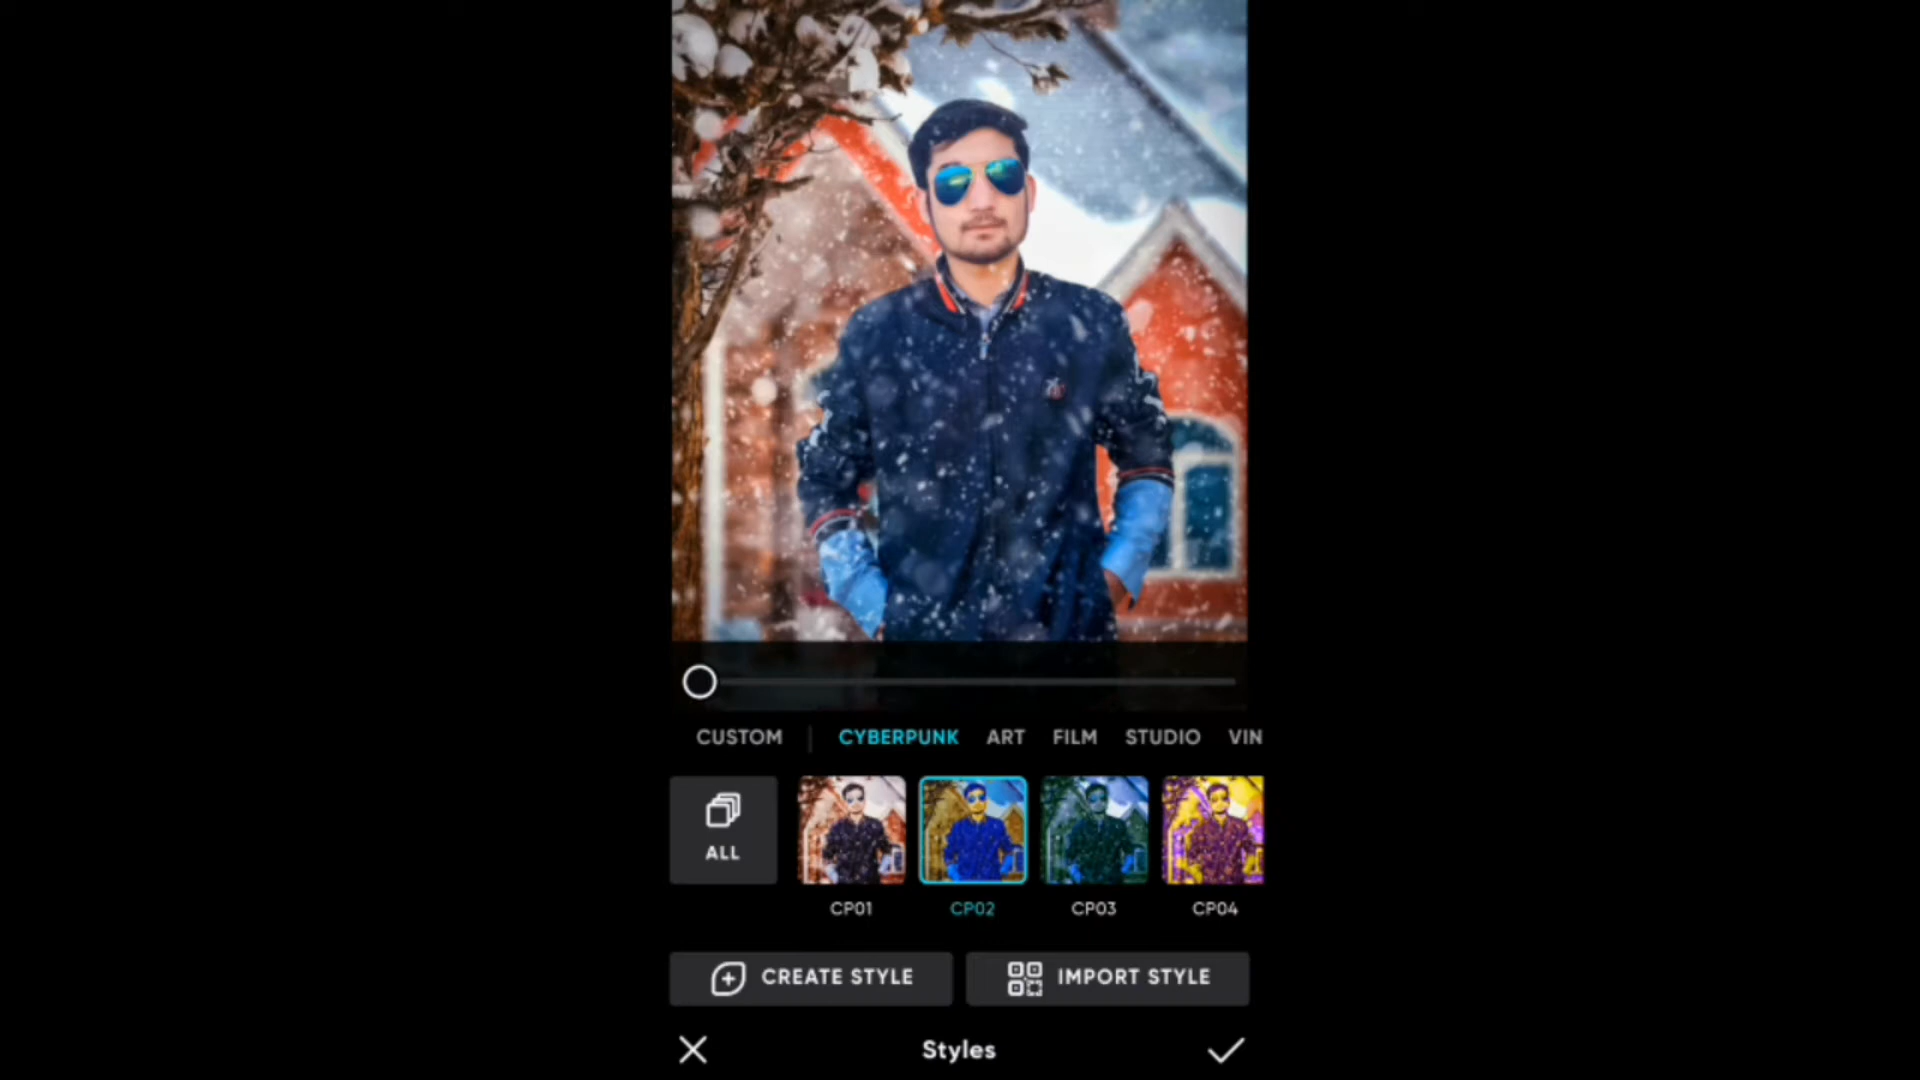 CUSTOM CYBERPUNK ART FILM STUDIO VIN
ALL
CP01 CP02 CP03 CP04
CREATE STYLE IMPORT STYLE
Styles